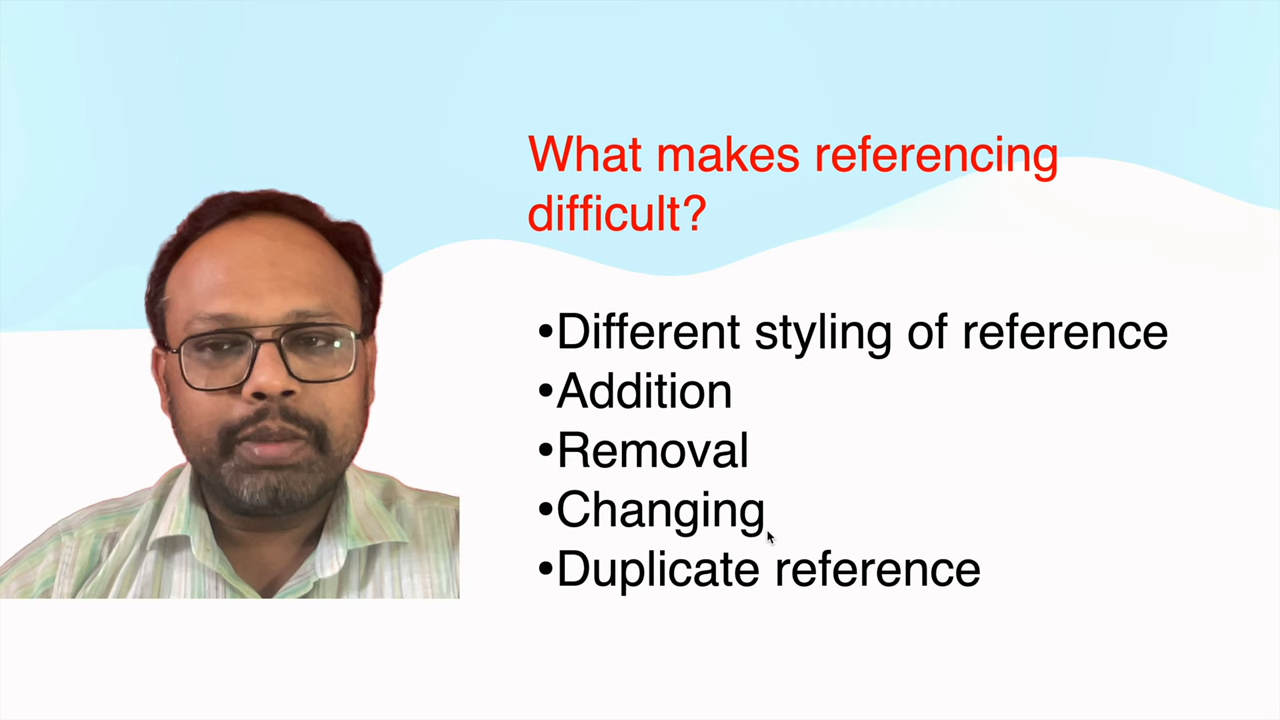 What makes referencing
difficult?
•Different styling of reference
•Addition
•Removal
•Changing
•Duplicate reference